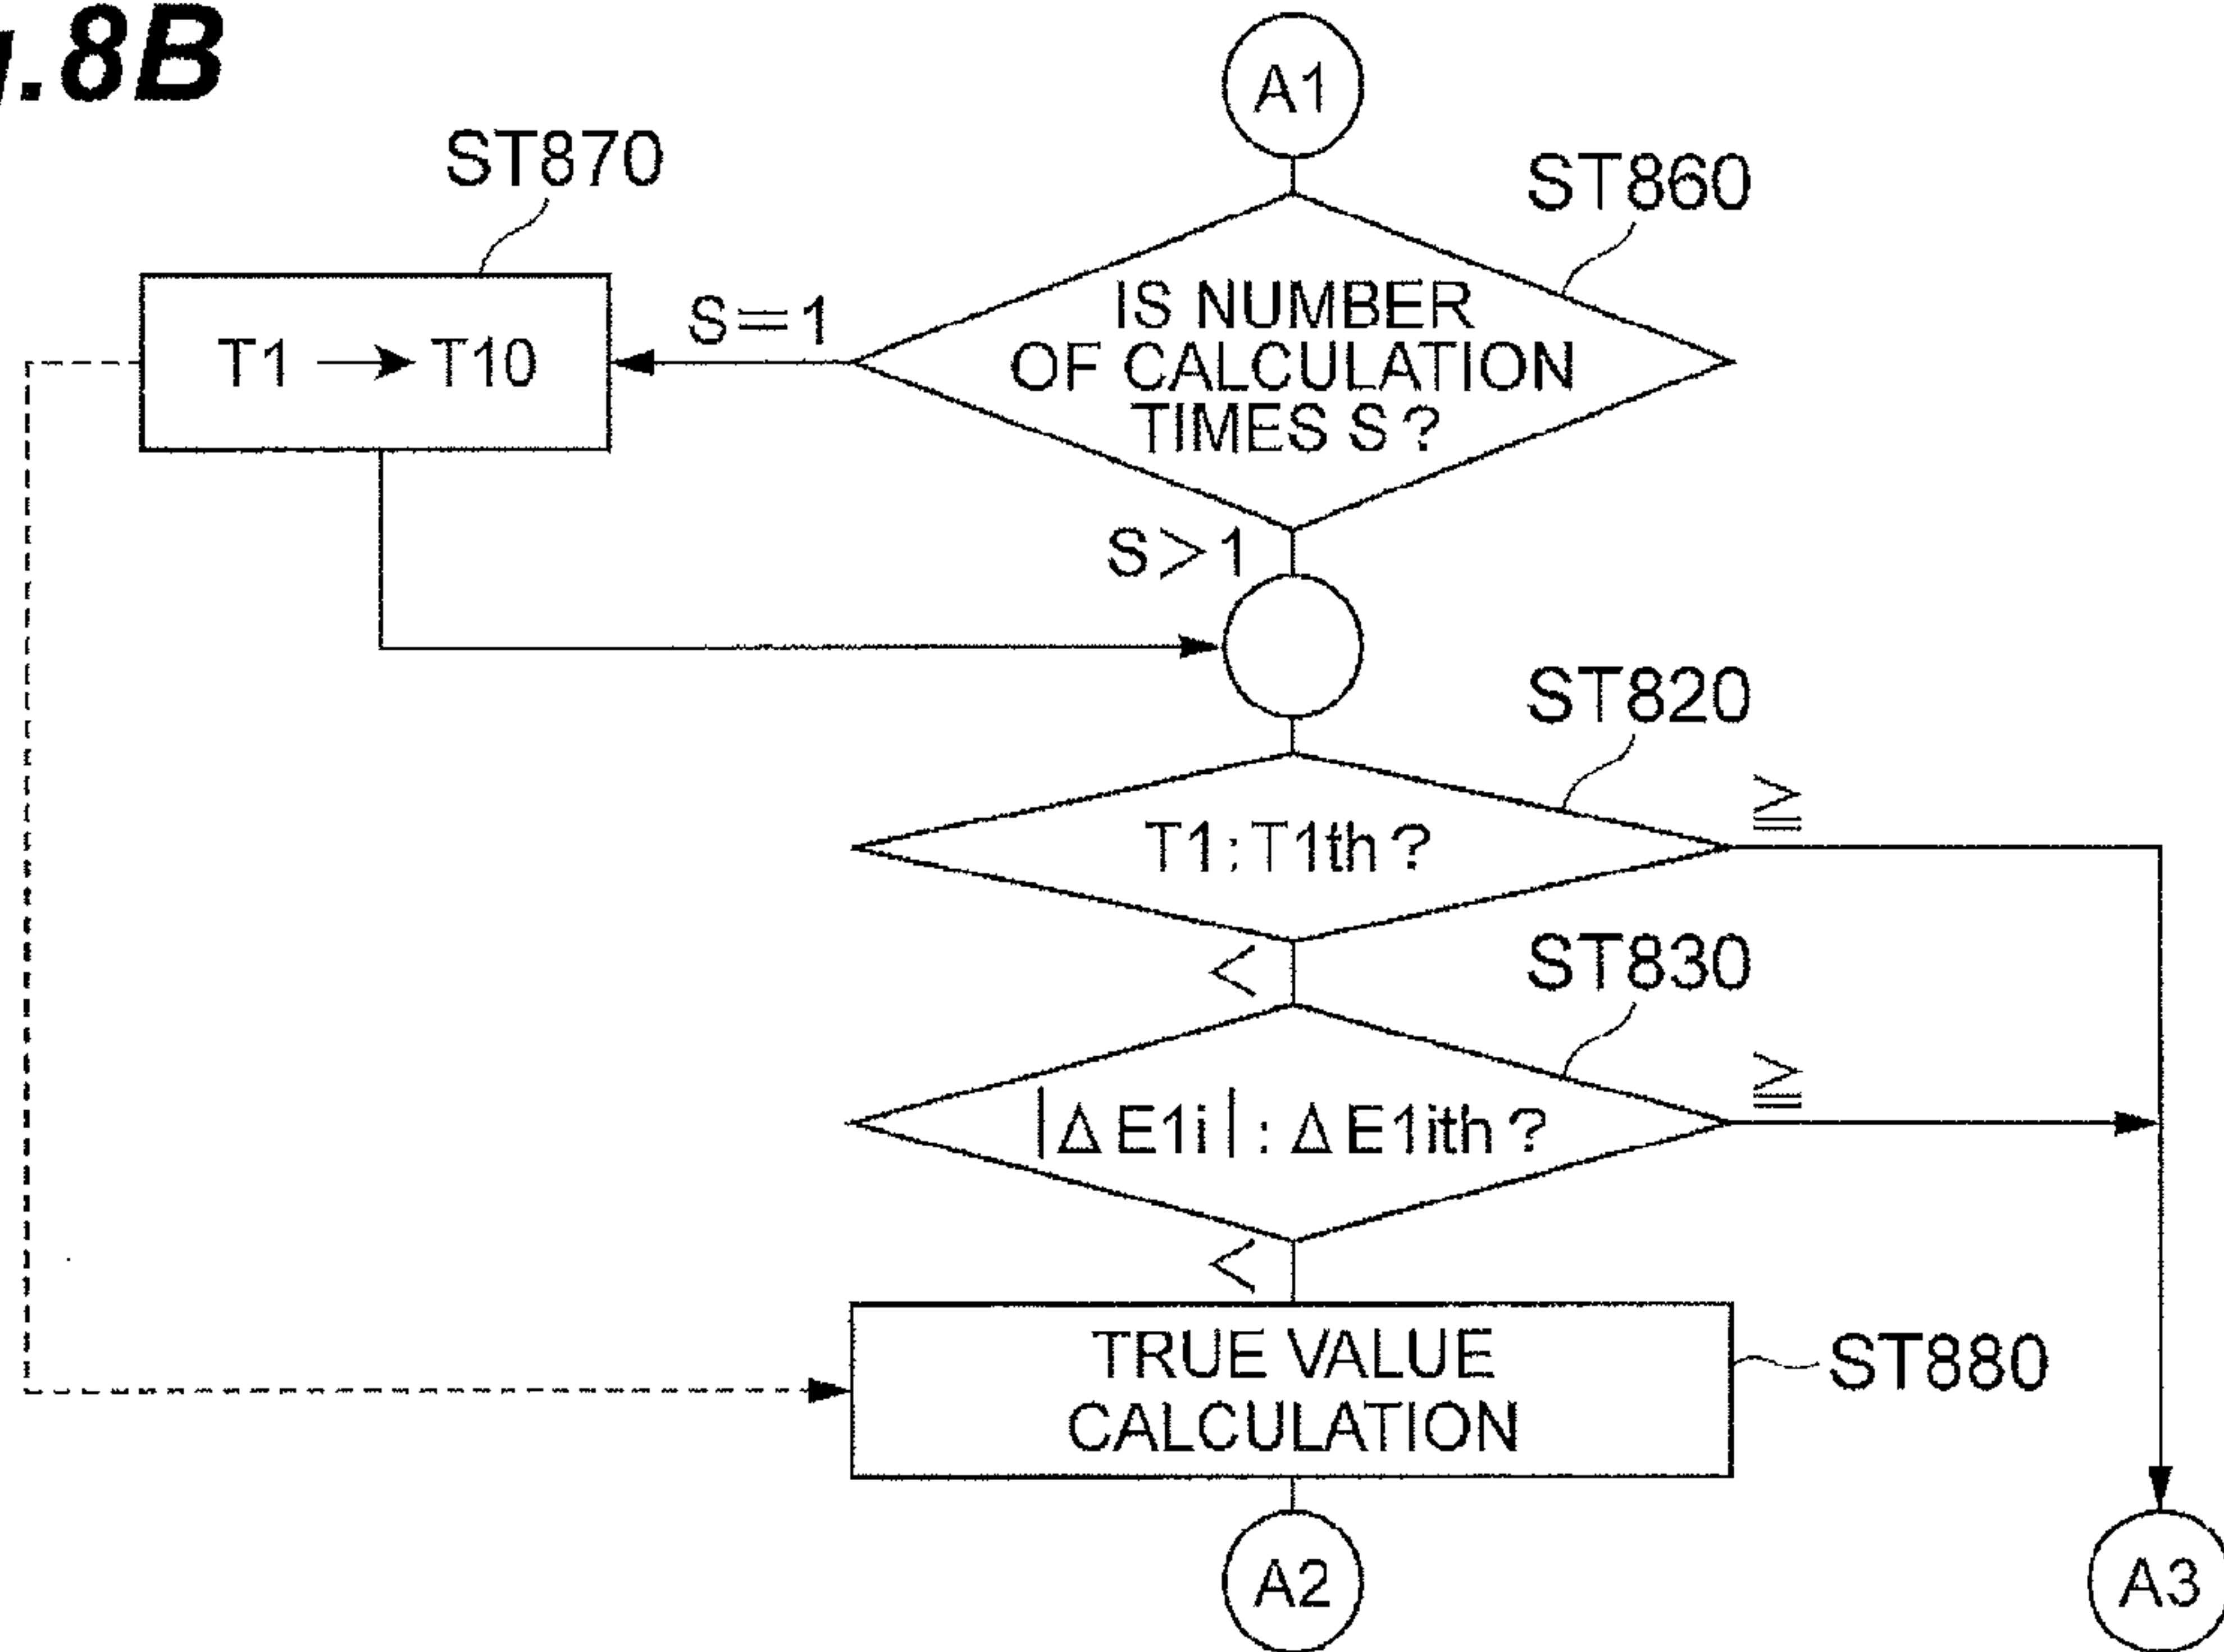 g.8B
A1
ST870
ST860
T1 → T10
S=1
IS NUMBER
OF CALCULATION
TIMES S ?
S>1
ST820
T1 : T1th ?
≧
<
ST830
|ΔE1i| : ΔE1ith ?
≧
<
TRUE VALUE
CALCULATION
ST880
A2
A3